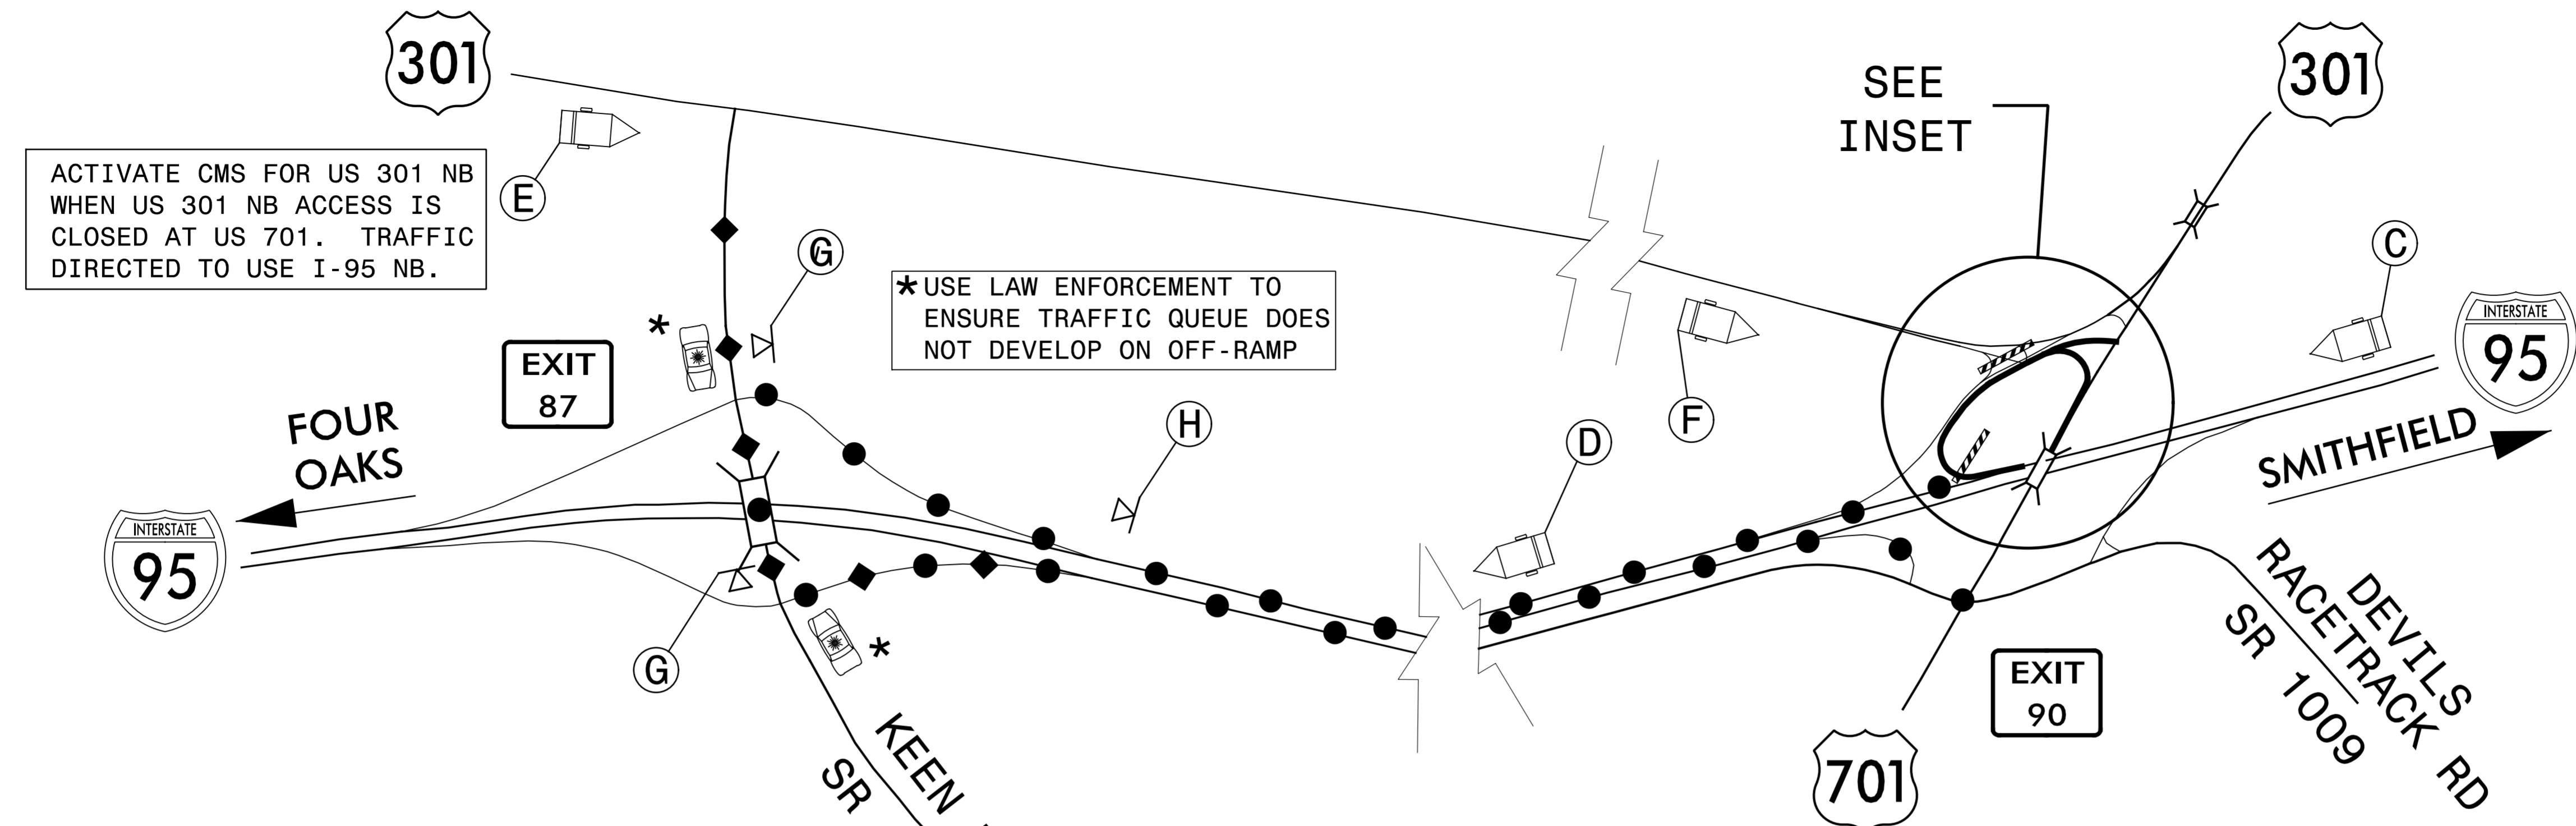 301
ACTIVATE CMS FOR US 301 NB
WHEN US 301 NB ACCESS IS
CLOSED AT US 701. TRAFFIC
DIRECTED TO USE I-95 NB.
E
G
*
*USE LAW ENFORCEMENT TO
ENSURE TRAFFIC QUEUE DOES
NOT DEVELOP ON OFF-RAMP
EXIT
87
FOUR
OAKS
INTERSTATE
95
H
D
F
SEE
INSET
301
C
INTERSTATE
95
SMITHFIELD
G
*
KEEN
SR
EXIT
90
701
DEVILS
RACETRACK RD
SR 1009